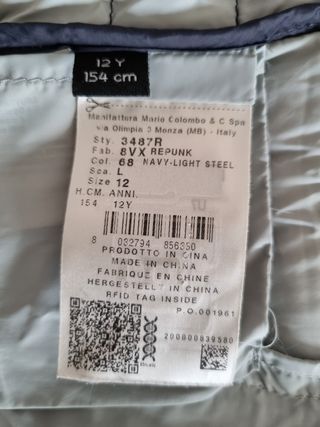 12 Y
154 cm
Manifattura Mario Colombo & C Spa
via Olimpia 3 Monza (MB) - Italy
Sty. 3487R
Fab. 8VX REPUNK
Col. 68 NAVY-LIGHT STEEL
Sca. L
Size 12
H.CM. ANNI.
154 12Y
8 032794 856350
PRODOTTO IN CINA
MADE IN CHINA
FABRIQUE EN CHINE
HERGESTELLT IN CHINA
RFID TAG INSIDE
P.O.001961
200800839580